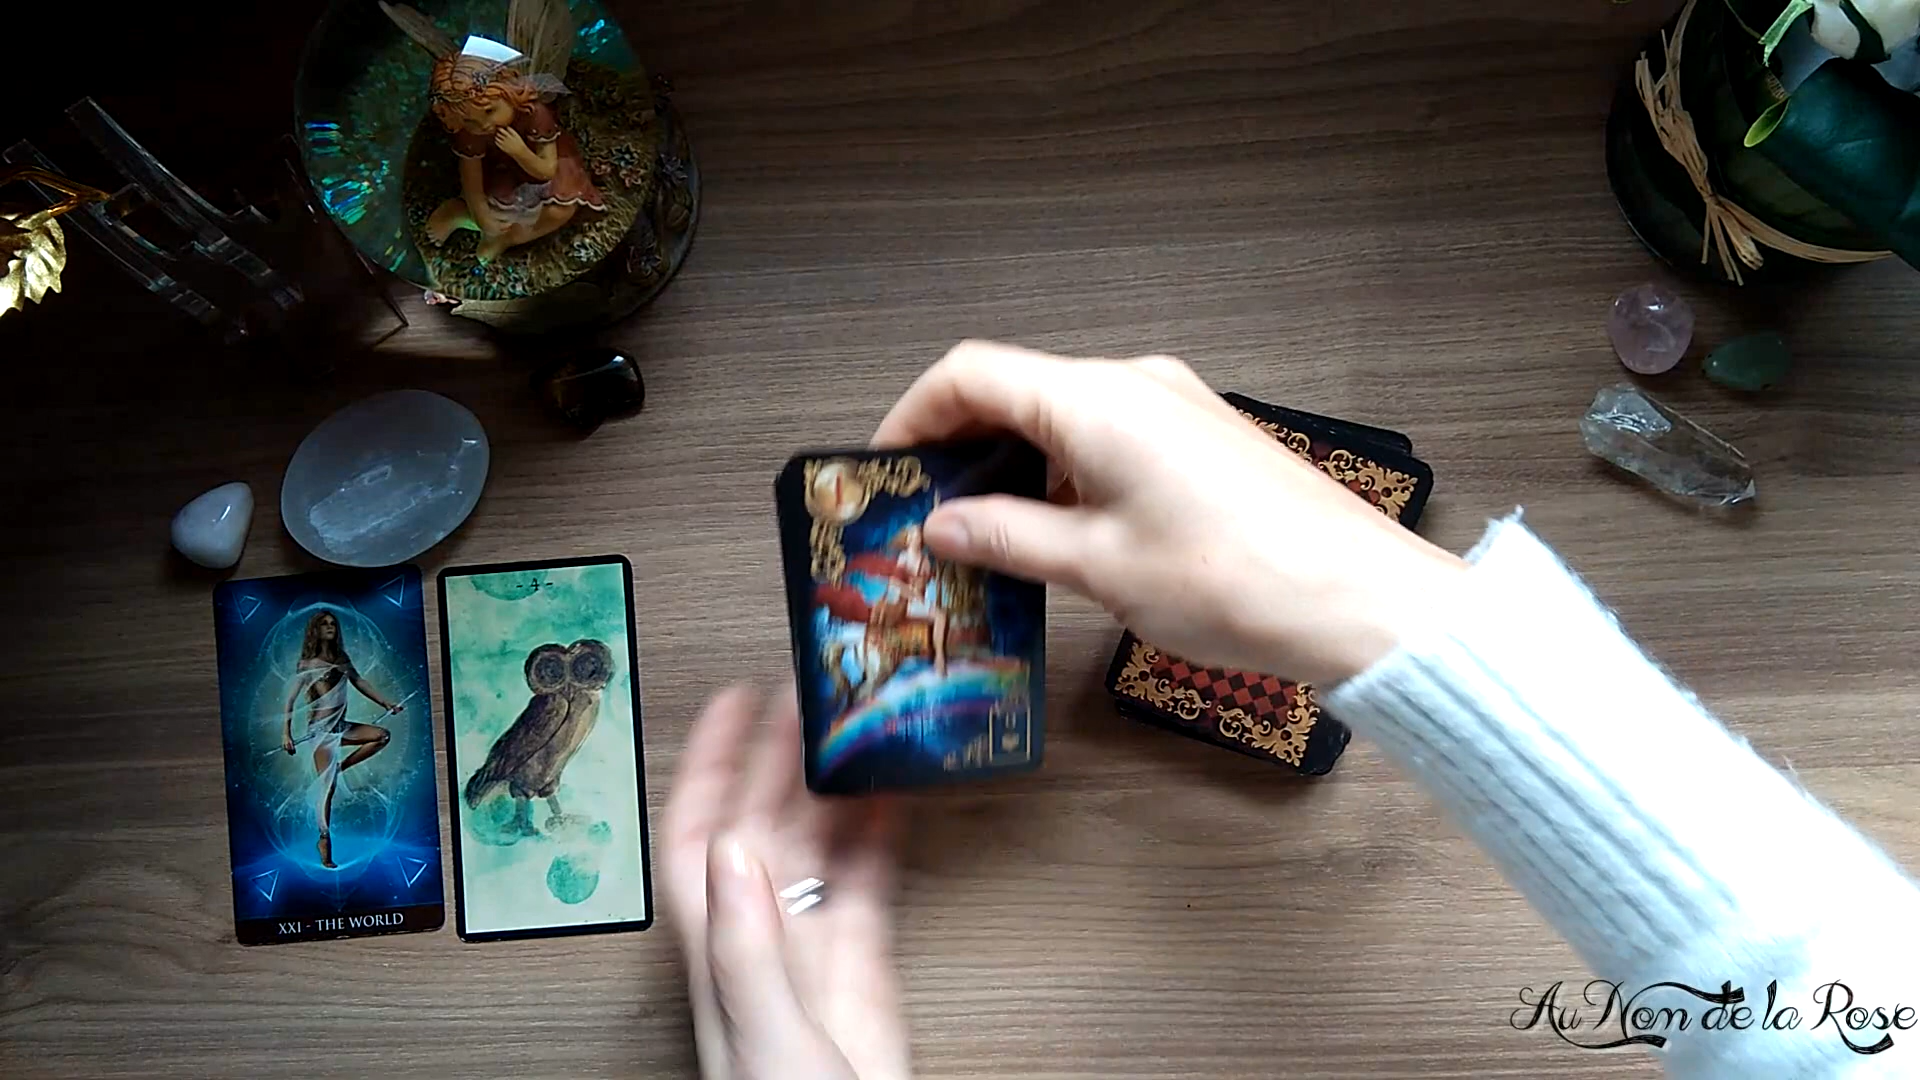 - 4 -
XXI - THE WORLD
Au Nom de la Rose